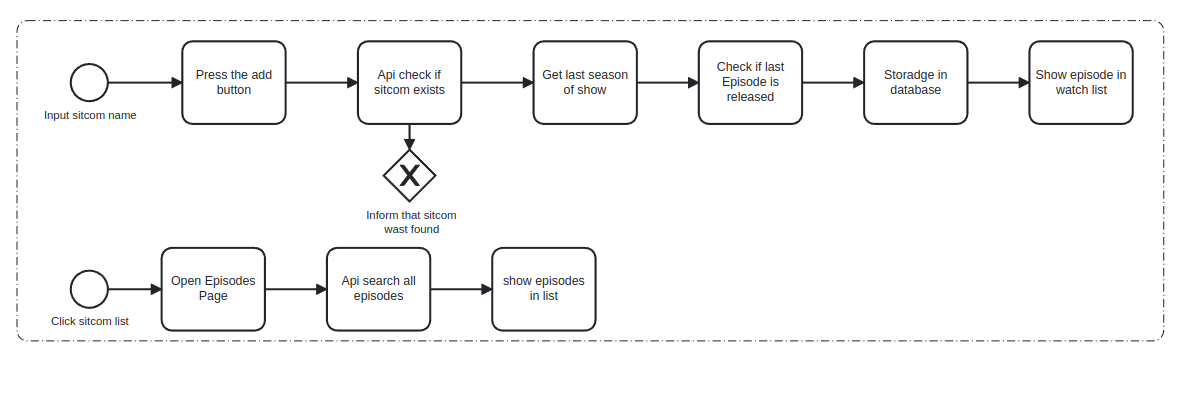 Press the add
button
Api check if
sitcom exists
Get last season
of show
Check if last
Episode is
released
Storadge in
database
Show episode in
watch list
Input sitcom name
X
Inform that sitcom
wast found
Open Episodes
Page
Api search all
episodes
show episodes
in list
Click sitcom list